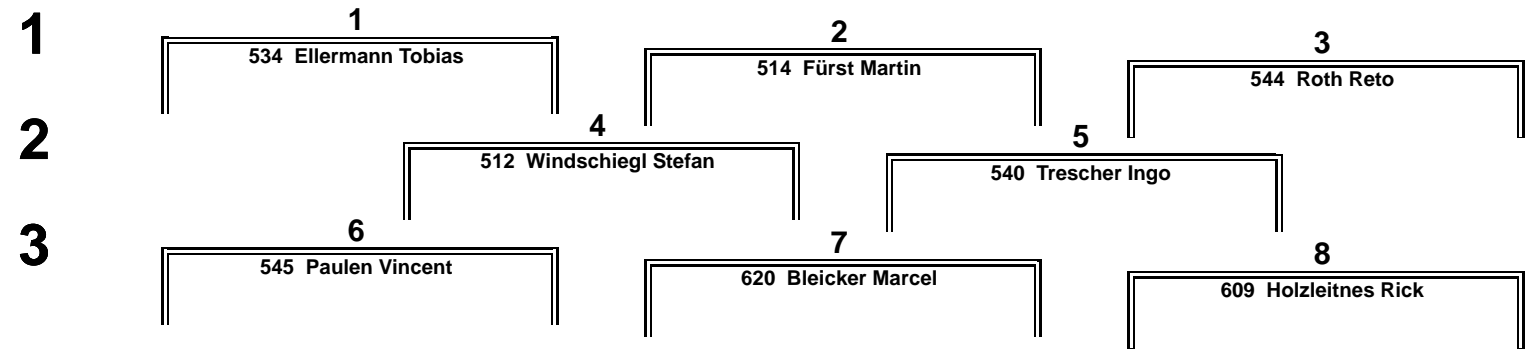 1
1
534 Ellermann Tobias
2
514 Fürst Martin
3
544 Roth Reto
2
4
512 Windschiegl Stefan
5
540 Trescher Ingo
3
6
545 Paulen Vincent
7
620 Bleicker Marcel
8
609 Holzleitnes Rick